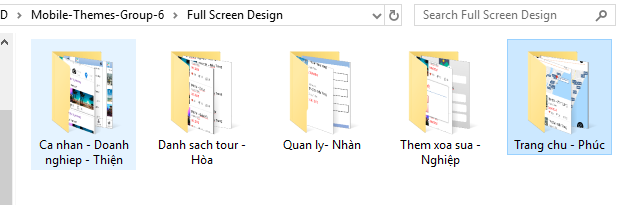 D > Mobile-Themes-Group-6 > Full Screen Design
Search Full Screen Design
Ca nhan - Doanh
nghiep - Thiện
Danh sach tour -
Hòa
Quan ly- Nhàn
Them xoa sua -
Nghiệp
Trang chu - Phúc